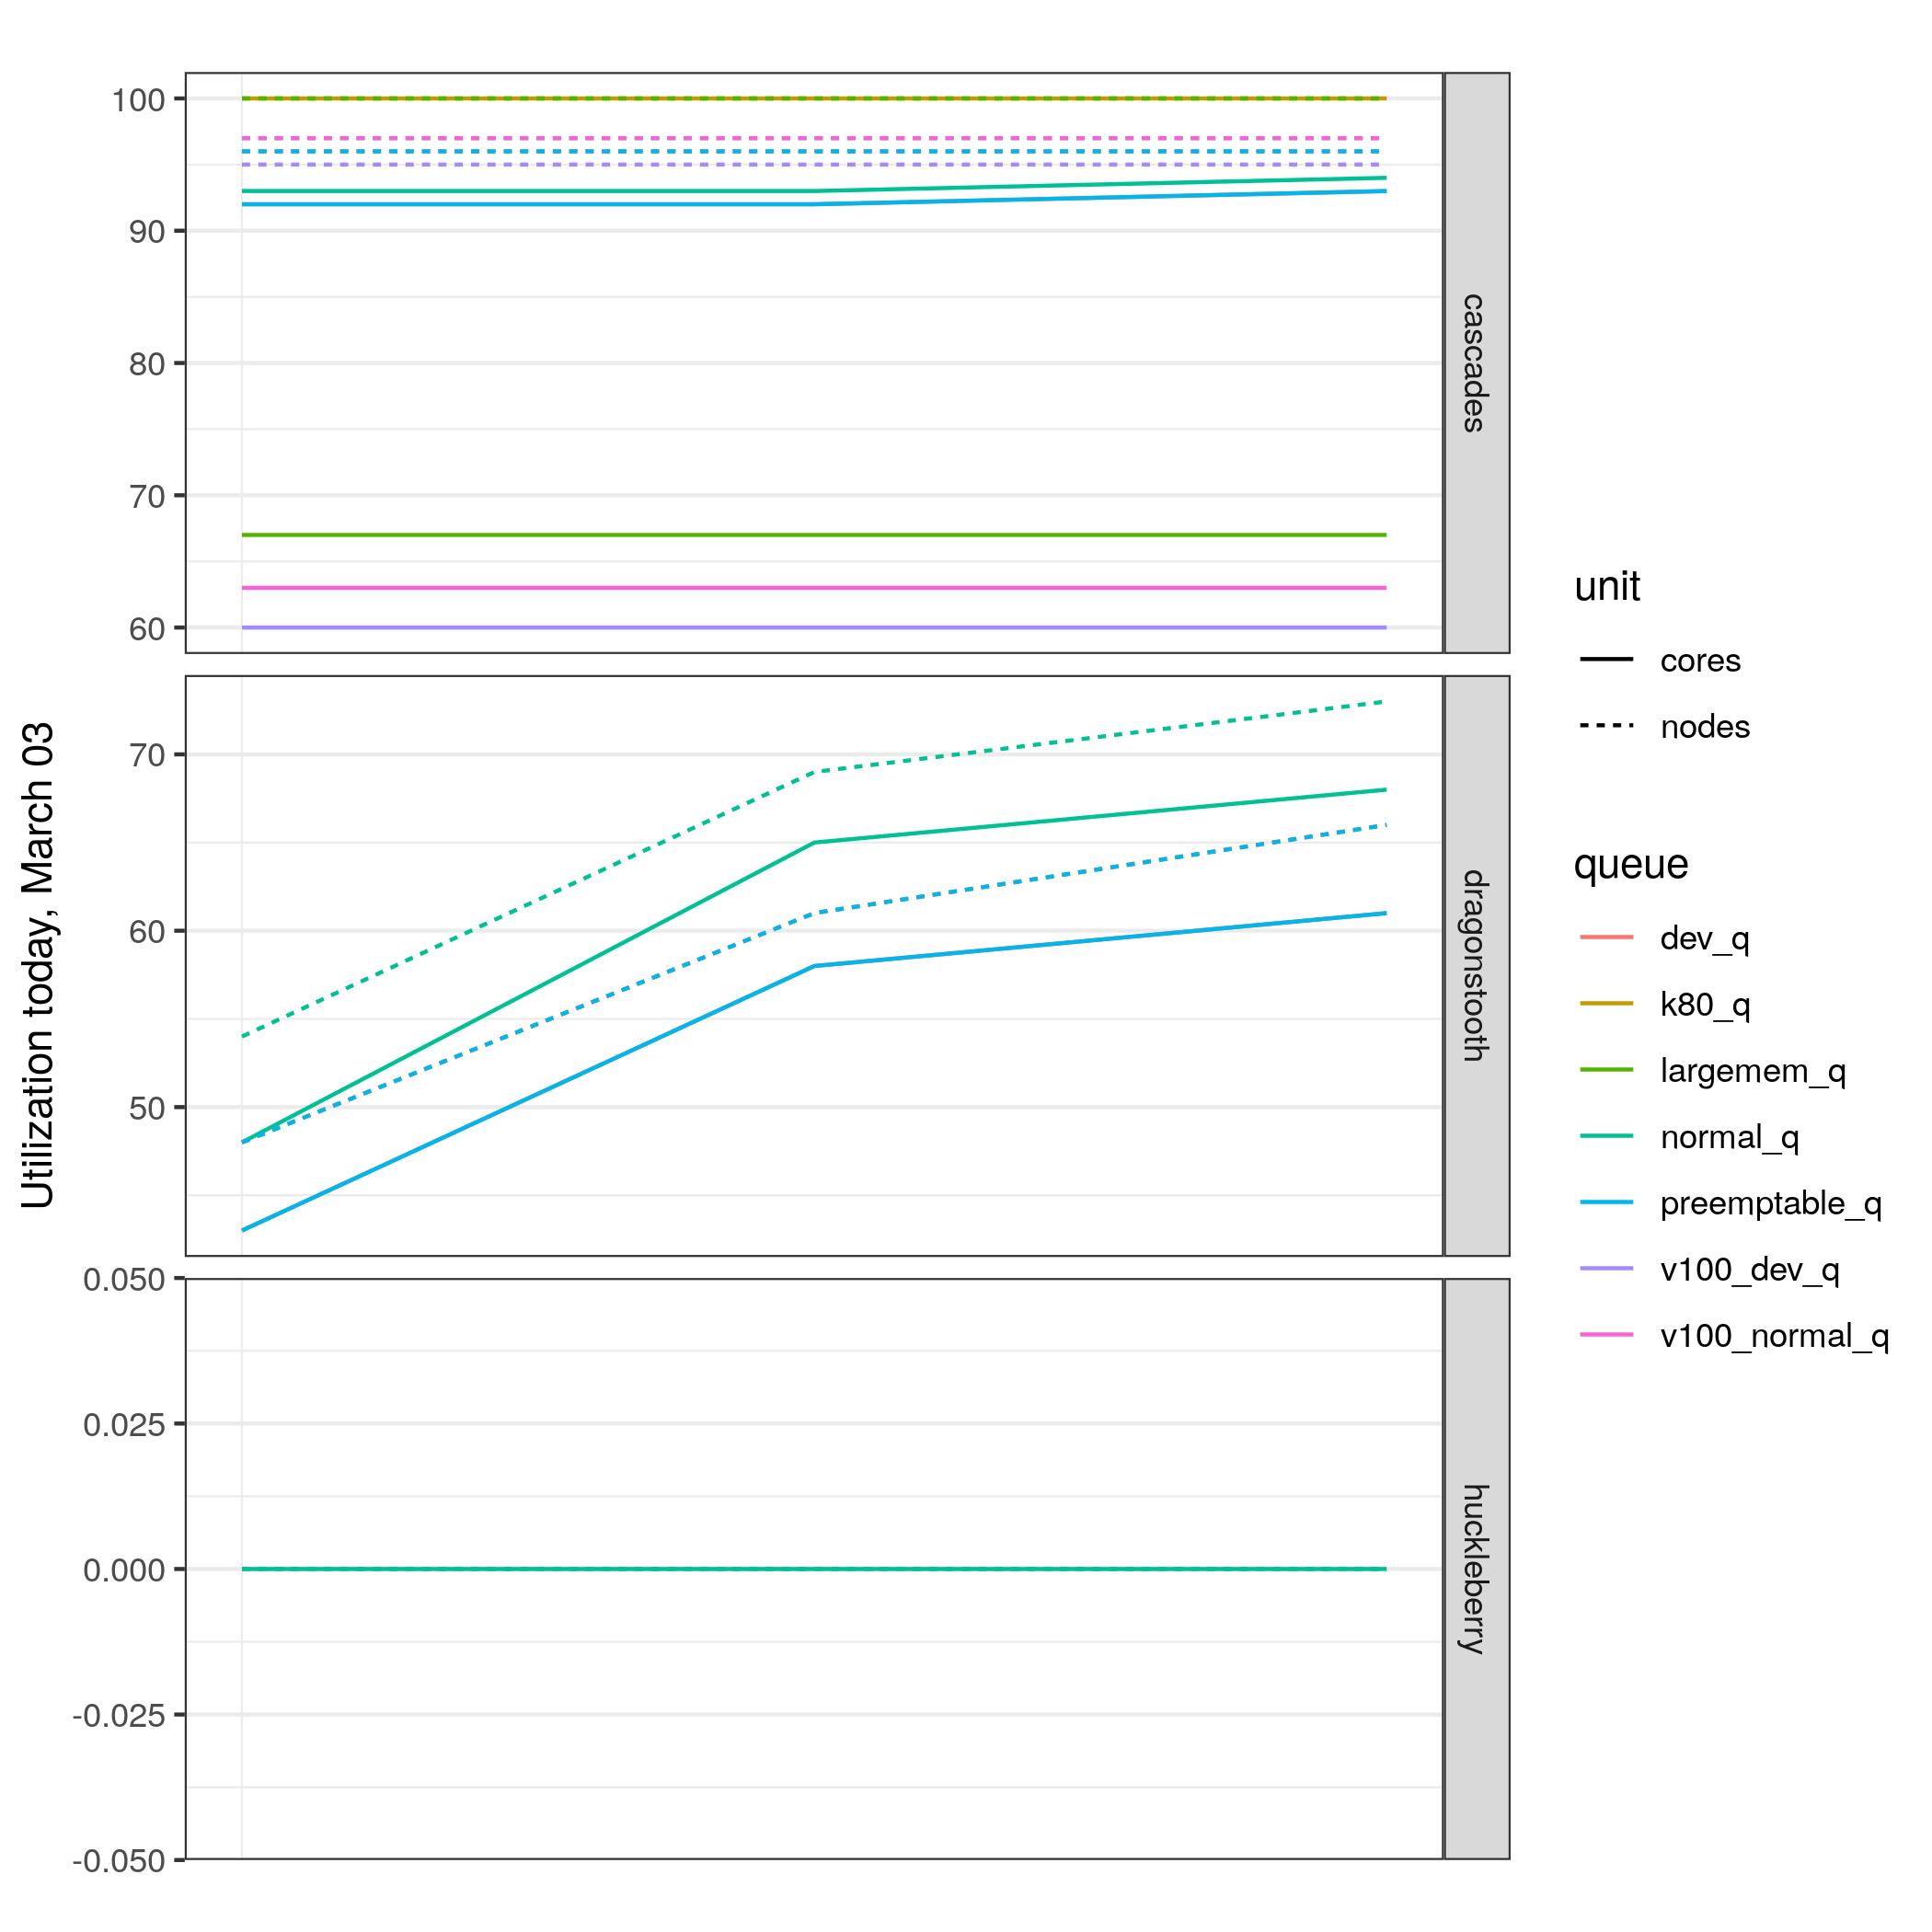 Utilization today, March 03
100
90
80
70
60
cascades
70
60
50
dragonstooth
0.050
0.025
0.000
-0.025
-0.050
huckleberry
unit
cores
nodes
queue
dev_q
k80_q
largemem_q
normal_q
preemptable_q
v100_dev_q
v100_normal_q